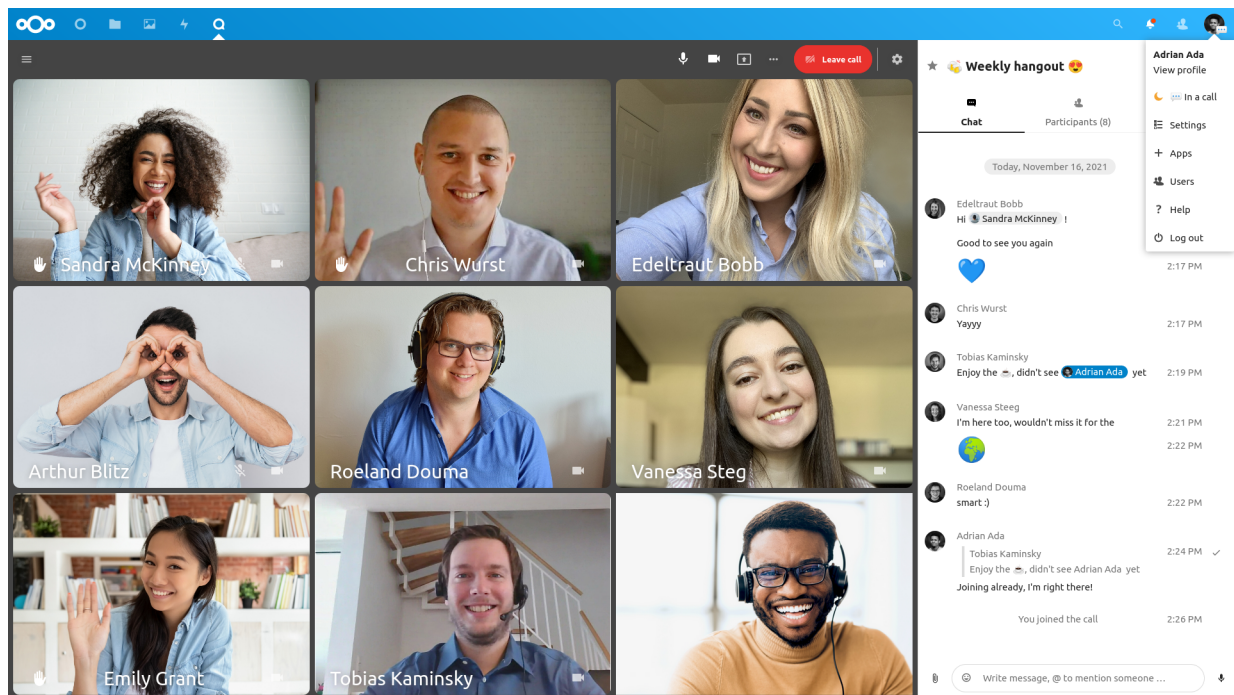 Leave call
Sandra McKinney
Chris Wurst
Edeltraut Bobb
Arthur Blitz
Roeland Douma
Vanessa Steg
Emily Grant
Tobias Kaminsky
👋 Weekly hangout 😍
Chat
Participants (8)
Today, November 16, 2021
Edeltraut Bobb
Hi Sandra McKinney !
Good to see you again
💙
2:17 PM
Chris Wurst
Yayyy 2:17 PM
Tobias Kaminsky
Enjoy the ☕, didn't see Adrian Ada yet 2:19 PM
Vanessa Steeg
I'm here too, wouldn't miss it for the 2:21 PM
🌍 2:22 PM
Roeland Douma
smart :) 2:22 PM
Adrian Ada
Tobias Kaminsky 2:24 PM
Enjoy the ☕, didn't see Adrian Ada yet
Joining already, I'm right there!
You joined the call 2:26 PM
Write message, @ to mention someone …
Adrian Ada
View profile
💬 In a call
Settings
Apps
Users
Help
Log out